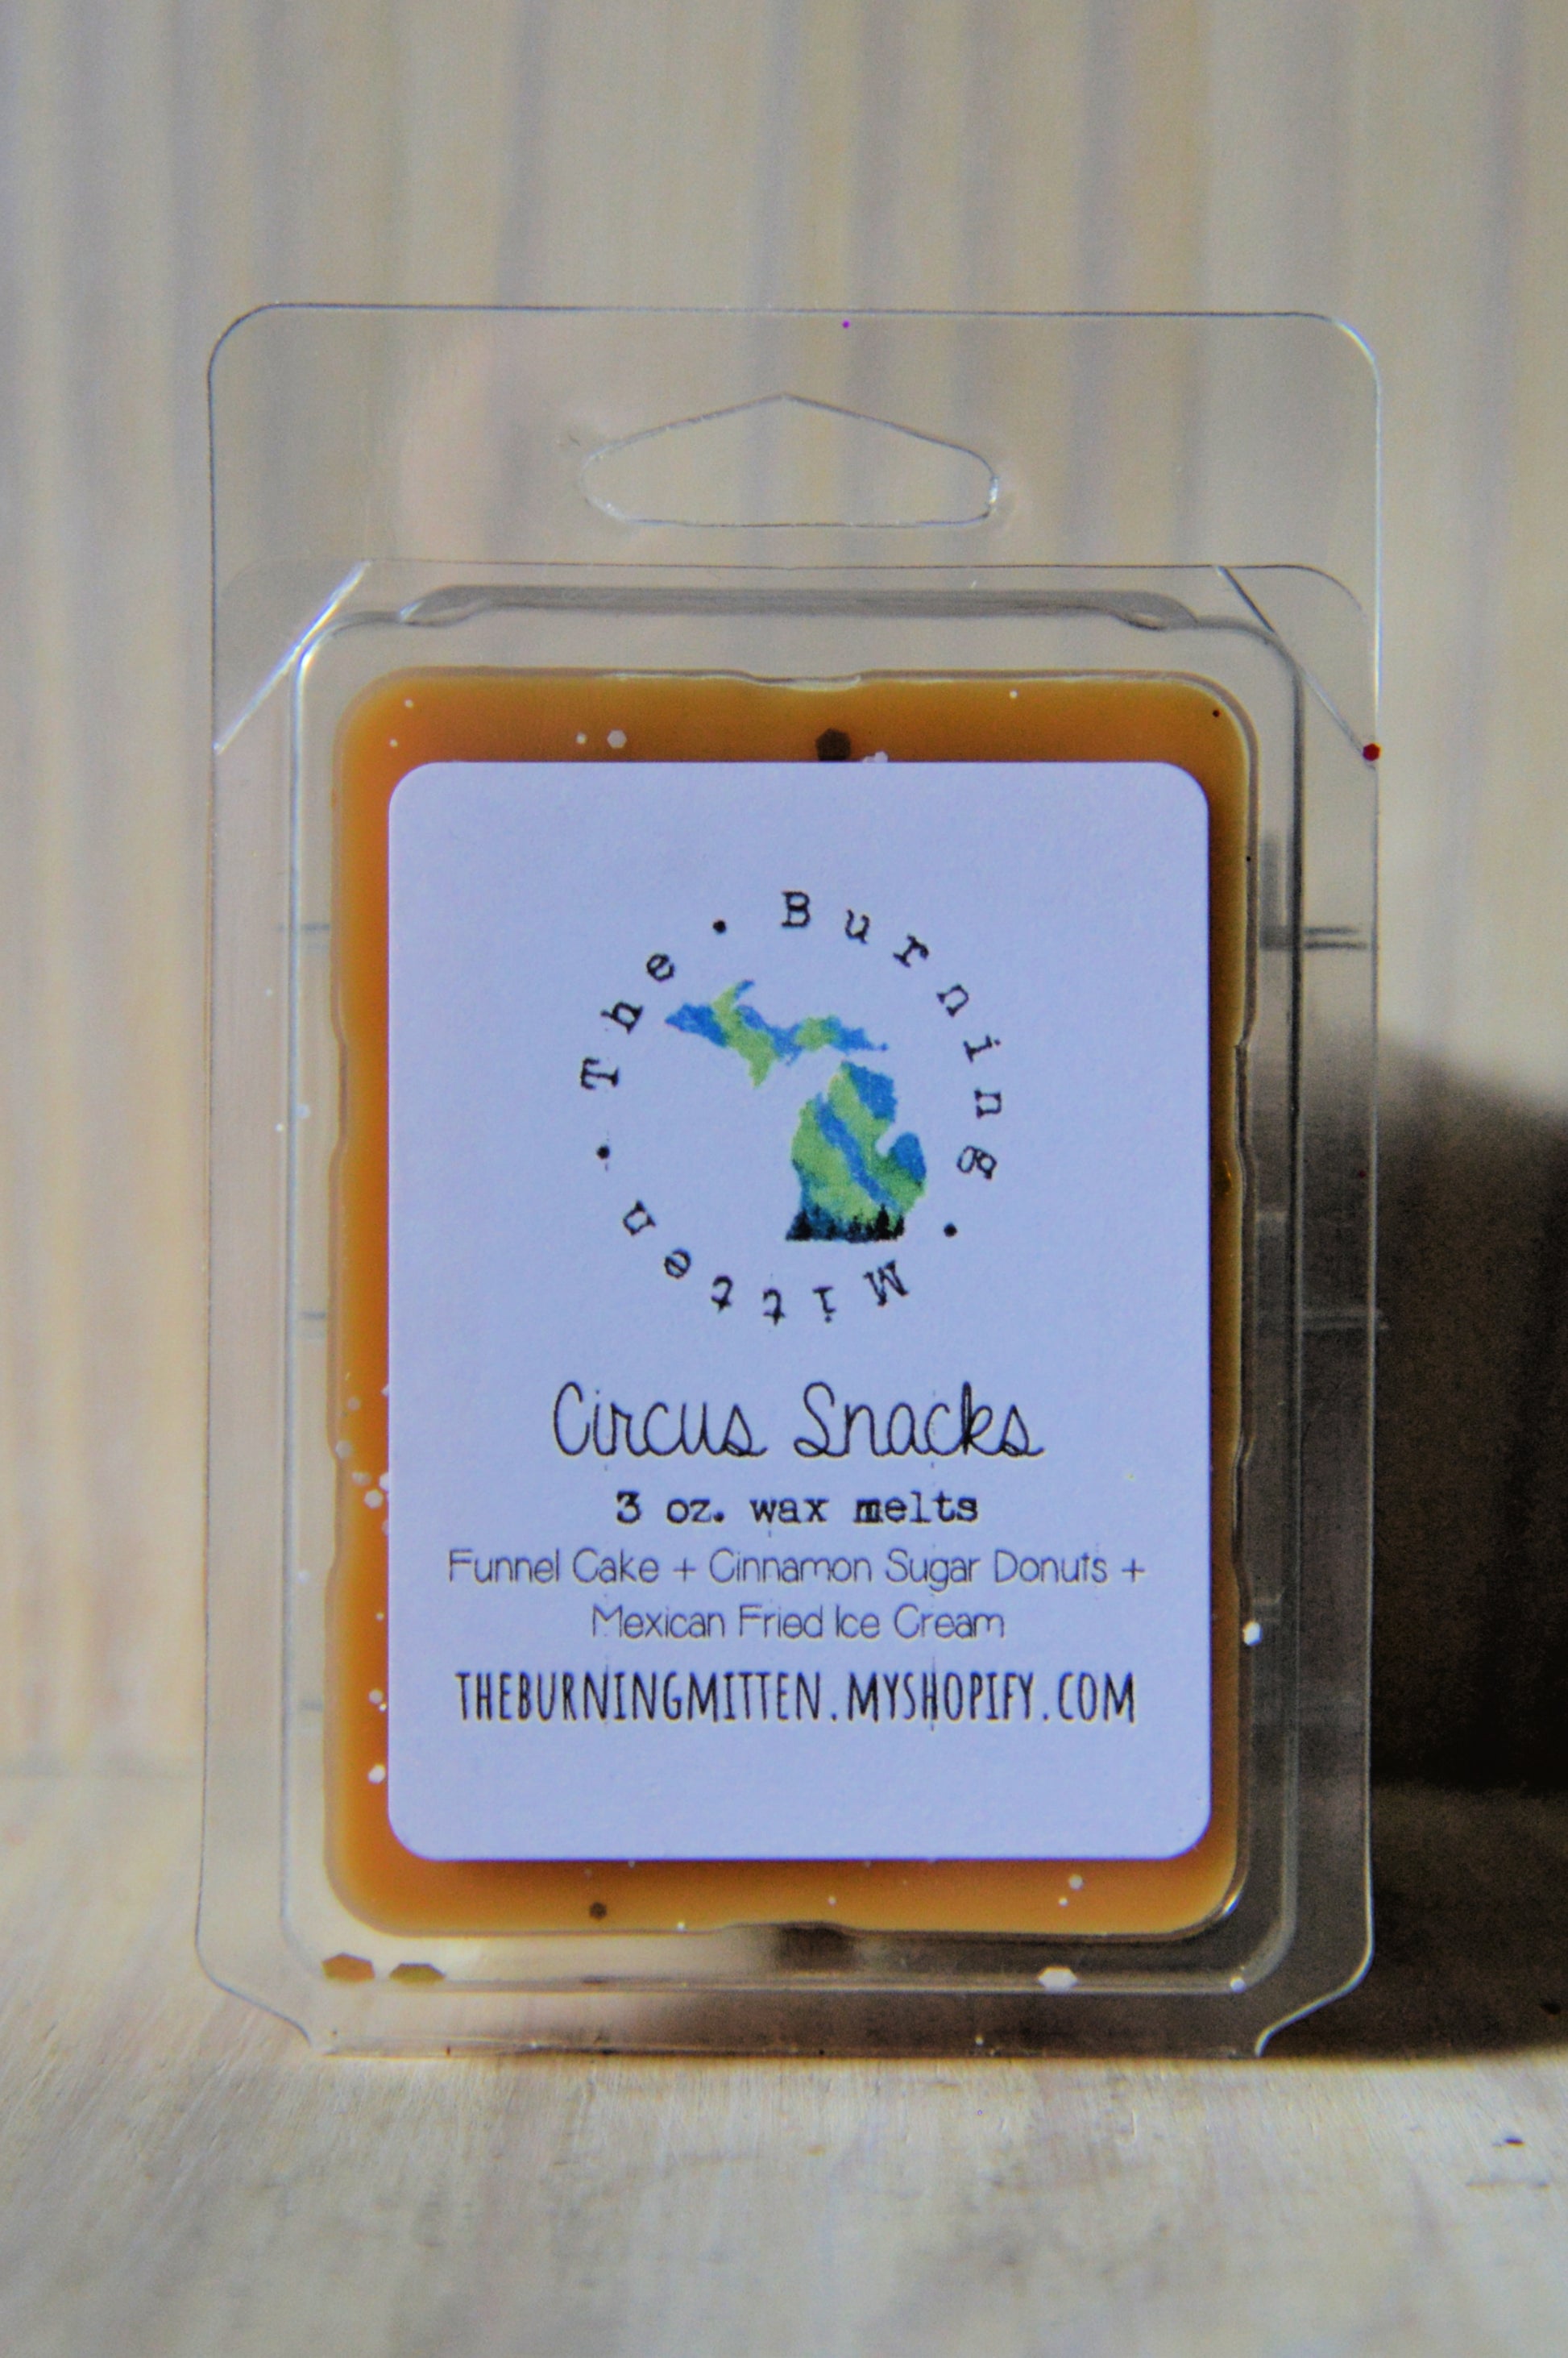 The · Burning · Mitten ·
Circus Snacks
3 oz. wax melts
Funnel Cake + Cinnamon Sugar Donuts +
Mexican Fried Ice Cream
THEBURNINGMITTEN.MYSHOPIFY.COM